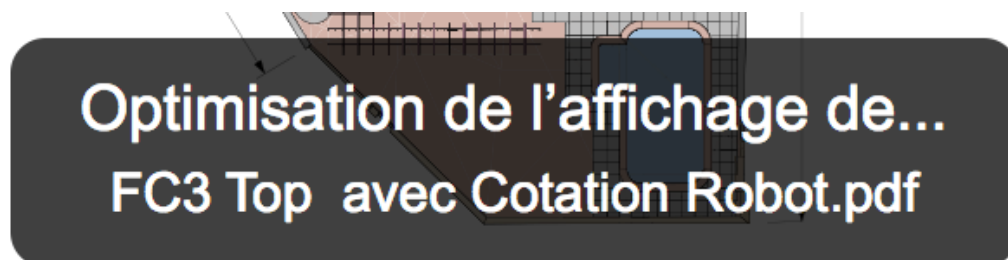 Optimisation de l’affichage de...
FC3 Top  avec Cotation Robot.pdf